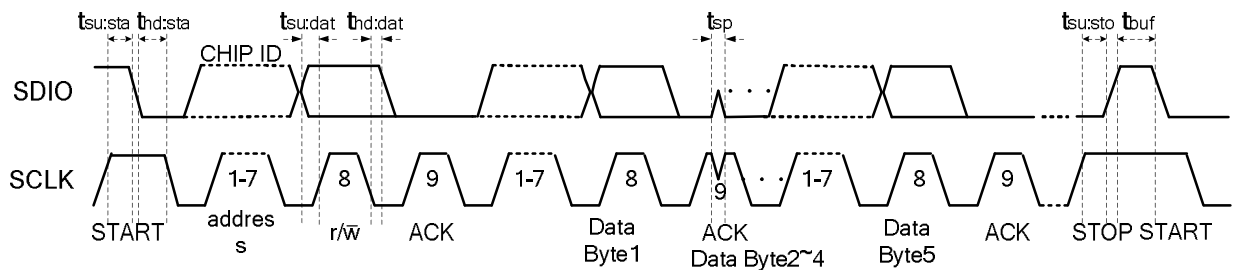 tsu:sta thd:sta tsu:dat thd:dat tsp tsu:sto tbuf
CHIP ID
SDIO
SCLK 1-7 8 9 1-7 8 9 1-7 8 9
START addres
s r/w̅ ACK Data
Byte1 ACK
Data Byte2~4 Data
Byte5 ACK STOP START